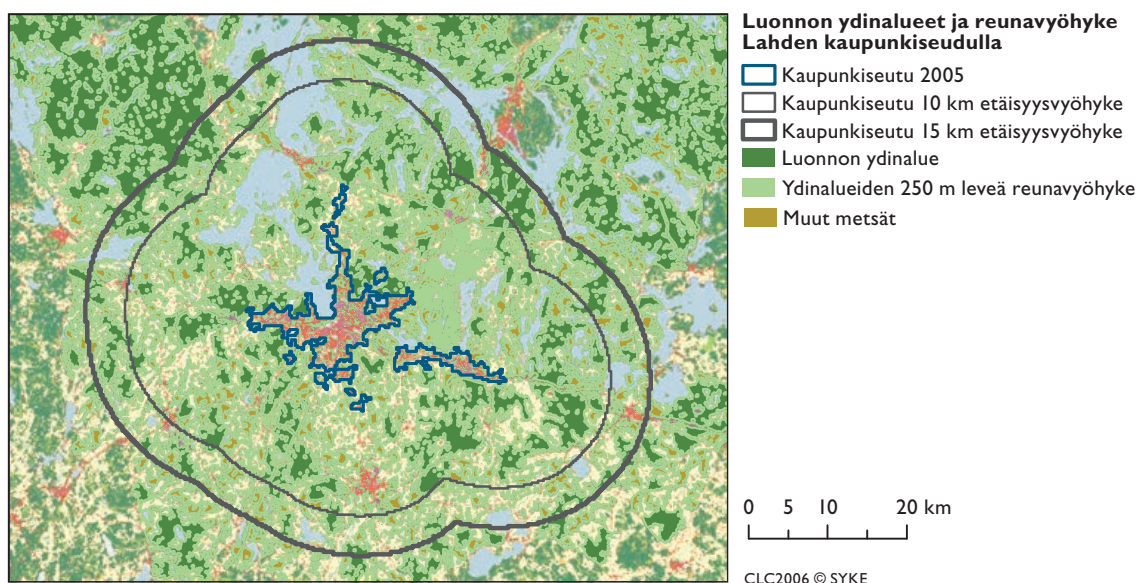 Luonnon ydinalueet ja reunavyöhyke
Lahden kaupunkiseudulla
Kaupunkiseutu 2005
Kaupunkiseutu 10 km etäisyysvyöhyke
Kaupunkiseutu 15 km etäisyysvyöhyke
Luonnon ydinalue
Ydinalueiden 250 m leveä reunavyöhyke
Muut metsät
0 5 10 20 km
CLC2006 © SYKE